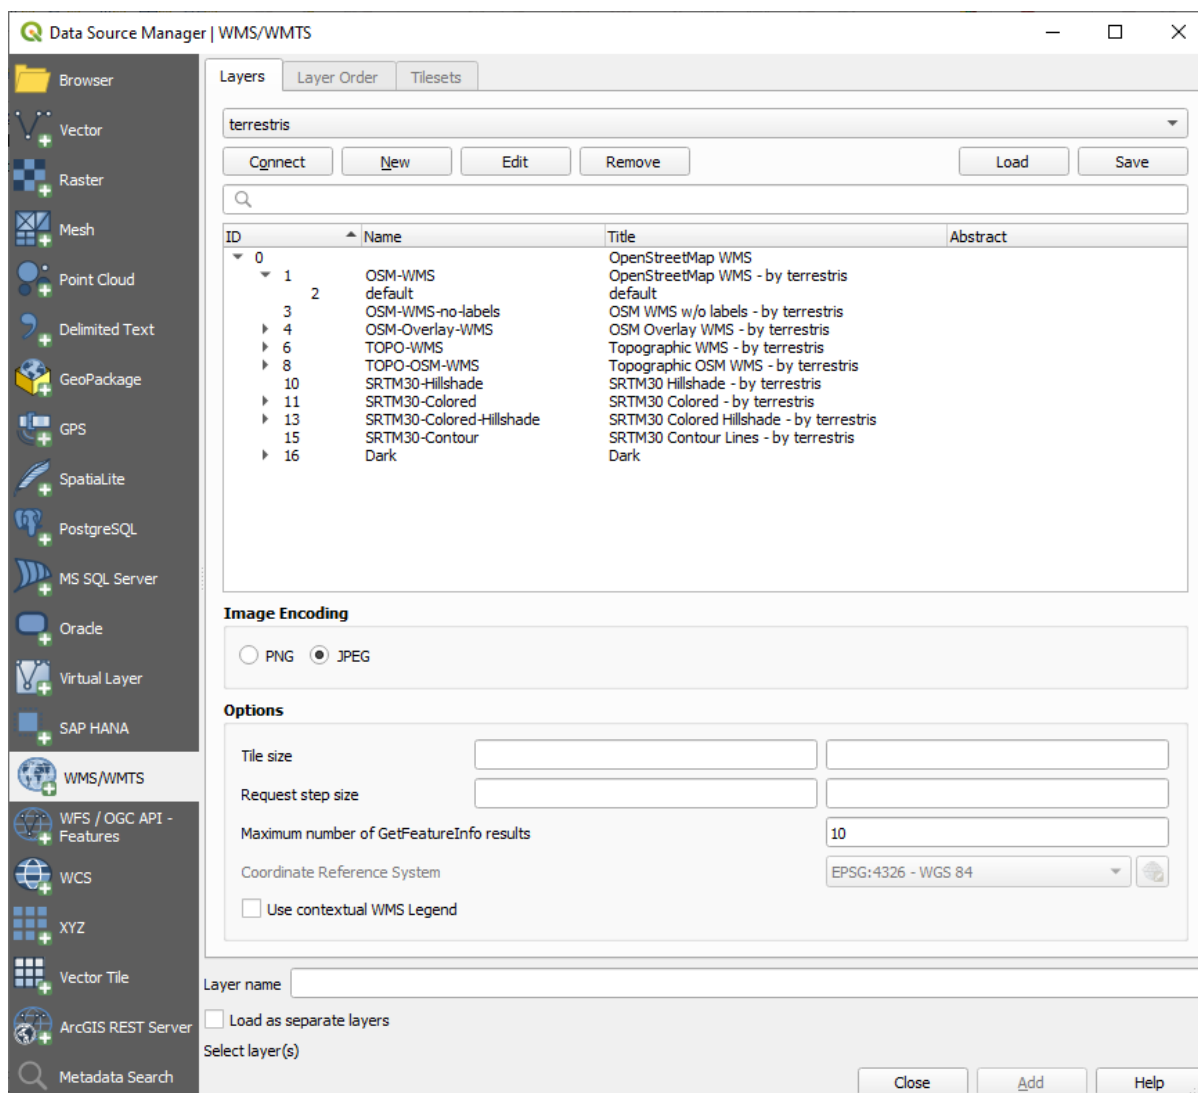 Data Source Manager | WMS/WMTS
Browser
Vector
Raster
Mesh
Point Cloud
Delimited Text
GeoPackage
GPS
SpatiaLite
PostgreSQL
MS SQL Server
Oracle
Virtual Layer
SAP HANA
WMS/WMTS
WFS / OGC API -
Features
WCS
XYZ
Vector Tile
ArcGIS REST Server
Metadata Search
Layers Layer Order Tilesets
terrestris
Connect New Edit Remove Load Save
ID Name Title Abstract
0 OpenStreetMap WMS
1 OSM-WMS OpenStreetMap WMS - by terrestris
2 default default
3 OSM-WMS-no-labels OSM WMS w/o labels - by terrestris
4 OSM-Overlay-WMS OSM Overlay WMS - by terrestris
6 TOPO-WMS Topographic WMS - by terrestris
8 TOPO-OSM-WMS Topographic OSM WMS - by terrestris
10 SRTM30-Hillshade SRTM30 Hillshade - by terrestris
11 SRTM30-Colored SRTM30 Colored - by terrestris
13 SRTM30-Colored-Hillshade SRTM30 Colored Hillshade - by terrestris
15 SRTM30-Contour SRTM30 Contour Lines - by terrestris
16 Dark Dark
Image Encoding
PNG JPEG
Options
Tile size
Request step size
Maximum number of GetFeatureInfo results 10
Coordinate Reference System EPSG:4326 - WGS 84
Use contextual WMS Legend
Layer name
Load as separate layers
Select layer(s)
Close Add Help